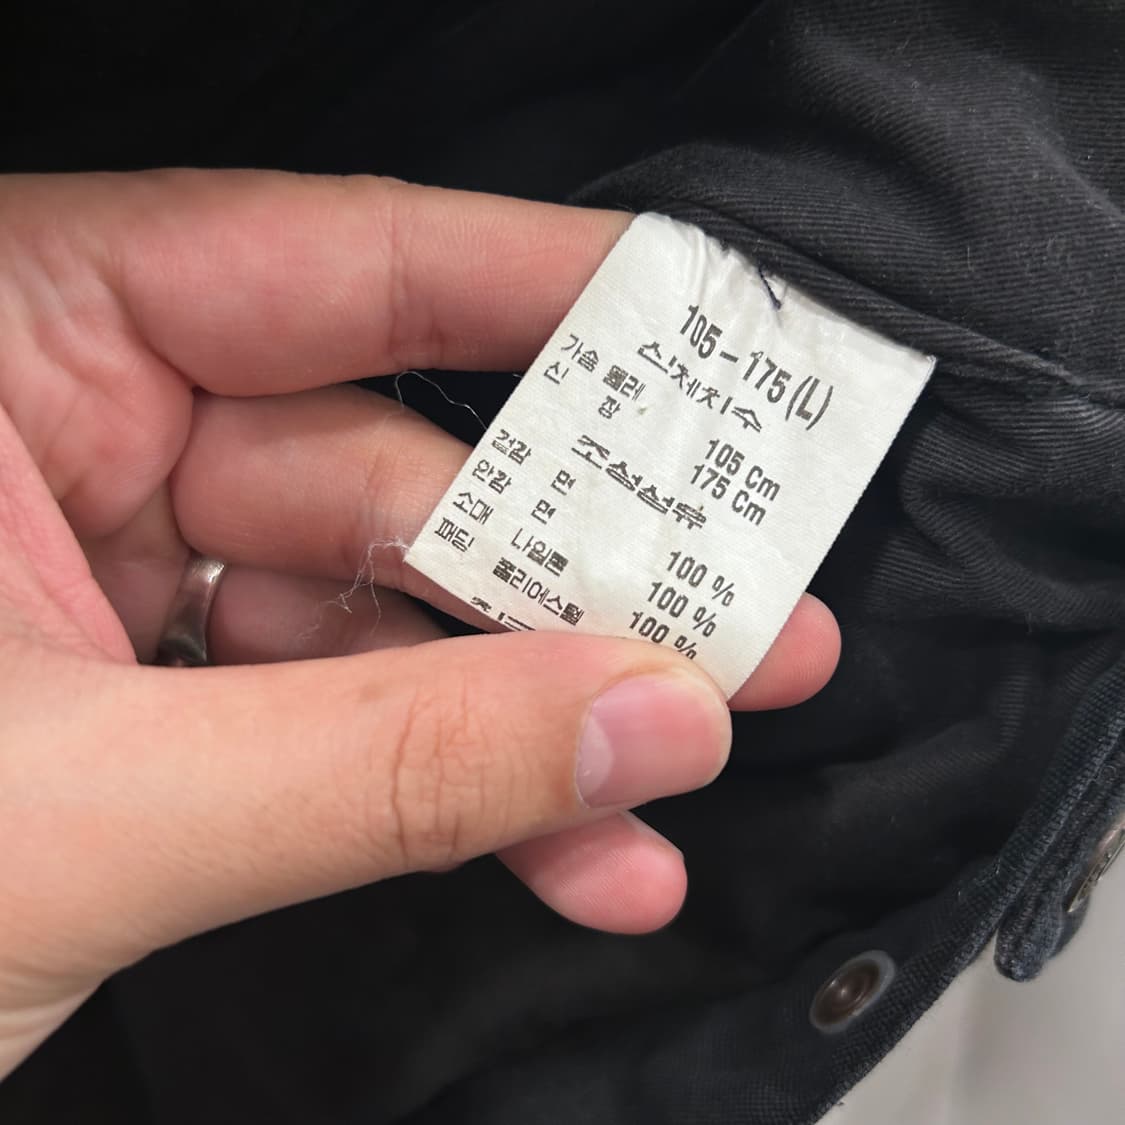 105-175(L)
신체치수
가슴 둘레 105 Cm
신 장 175 Cm
조성섬유
겉감 면 100 %
안감 면 100 %
소매 나일론 100 %
패딩 폴리에스텔